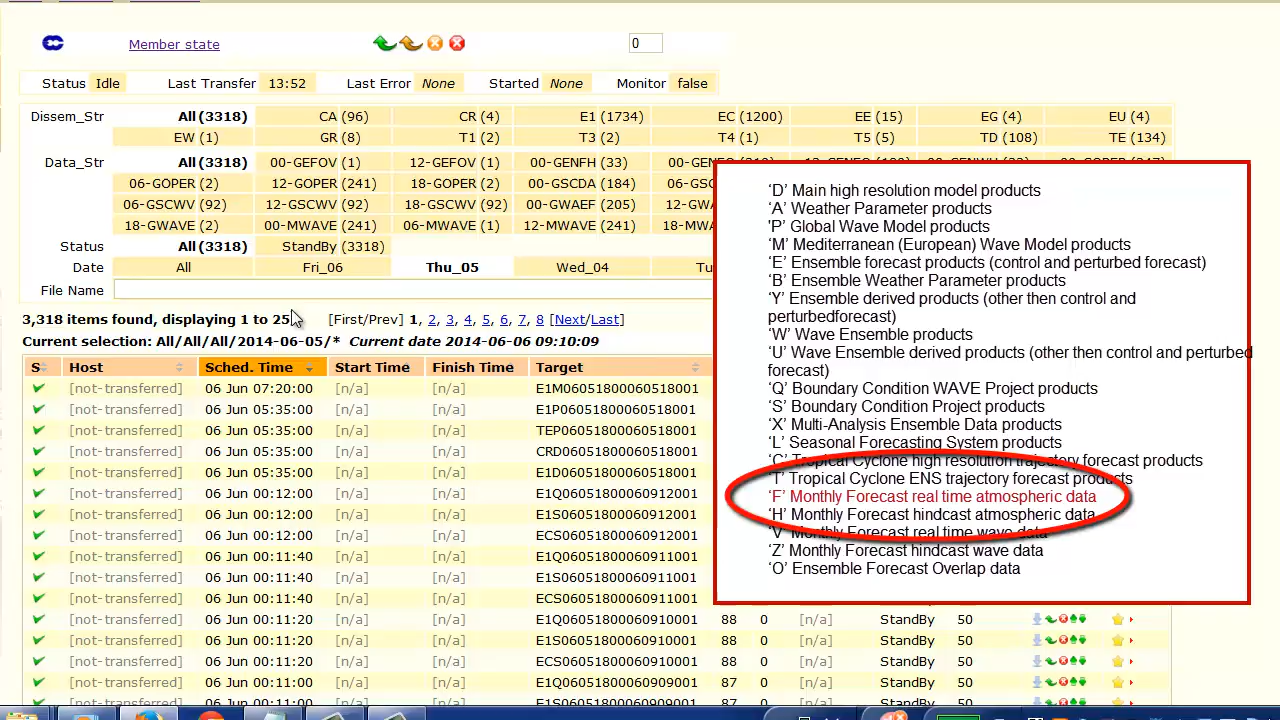 Member state
0
Status Idle Last Transfer 13:52 Last Error None Started None Monitor false
Dissem_Str All (3318) CA (96) CR (4) E1 (1734) EC (1200) EE (15) EG (4) EU (4)
EW (1) GR (8) T1 (2) T3 (2) T4 (1) T5 (5) TD (108) TE (134)
Data_Str All (3318) 00-GEFOV (1) 12-GEFOV (1) 00-GENFH (33)
06-GOPER (2) 12-GOPER (241) 18-GOPER (2) 00-GSCDA (184)
06-GSCWV (92) 12-GSCWV (92) 18-GSCWV (92) 00-GWAEF (205)
18-GWAVE (2) 00-MWAVE (241) 06-MWAVE (1) 12-MWAVE (241)
Status All (3318) StandBy (3318)
Date All Fri_06 Thu_05 Wed_04
File Name
3,318 items found, displaying 1 to 25. [First/Prev] 1, 2, 3, 4, 5, 6, 7, 8 [Next/Last]
Current selection: All/All/All/2014-06-05/* Current date 2014-06-06 09:10:09
S Host Sched. Time Start Time Finish Time Target
[not-transferred] 06 Jun 07:20:00 [n/a] [n/a] E1M06051800060518001
[not-transferred] 06 Jun 05:35:00 [n/a] [n/a] E1P06051800060518001
[not-transferred] 06 Jun 05:35:00 [n/a] [n/a] TEP06051800060518001
[not-transferred] 06 Jun 05:35:00 [n/a] [n/a] CRD06051800060518001
[not-transferred] 06 Jun 05:35:00 [n/a] [n/a] E1D06051800060518001
[not-transferred] 06 Jun 00:12:00 [n/a] [n/a] E1Q06051800060912001
[not-transferred] 06 Jun 00:12:00 [n/a] [n/a] E1S06051800060912001
[not-transferred] 06 Jun 00:12:00 [n/a] [n/a] ECS06051800060912001
[not-transferred] 06 Jun 00:11:40 [n/a] [n/a] E1Q06051800060911001
[not-transferred] 06 Jun 00:11:40 [n/a] [n/a] E1S06051800060911001
[not-transferred] 06 Jun 00:11:40 [n/a] [n/a] ECS06051800060911001
[not-transferred] 06 Jun 00:11:20 [n/a] [n/a] E1Q06051800060910001 88 0 [n/a] StandBy 50
[not-transferred] 06 Jun 00:11:20 [n/a] [n/a] E1S06051800060910001 88 0 [n/a] StandBy 50
[not-transferred] 06 Jun 00:11:20 [n/a] [n/a] ECS06051800060910001 88 0 [n/a] StandBy 50
[not-transferred] 06 Jun 00:11:00 [n/a] [n/a] E1Q06051800060909001 87 0 [n/a] StandBy 50
‘D’ Main high resolution model products
‘A’ Weather Parameter products
'P’ Global Wave Model products
‘M’ Mediterranean (European) Wave Model products
‘E’ Ensemble forecast products (control and perturbed forecast)
‘B’ Ensemble Weather Parameter products
‘Y’ Ensemble derived products (other then control and
perturbedforecast)
‘W’ Wave Ensemble products
‘U’ Wave Ensemble derived products (other then control and perturbed
forecast)
‘Q’ Boundary Condition WAVE Project products
‘S’ Boundary Condition Project products
‘X’ Multi-Analysis Ensemble Data products
‘L’ Seasonal Forecasting System products
‘C’ Tropical Cyclone high resolution trajectory forecast products
‘T’ Tropical Cyclone ENS trajectory forecast products
‘F’ Monthly Forecast real time atmospheric data
‘H’ Monthly Forecast hindcast atmospheric data
‘V’ Monthly Forecast real time wave data
‘Z’ Monthly Forecast hindcast wave data
‘O’ Ensemble Forecast Overlap data